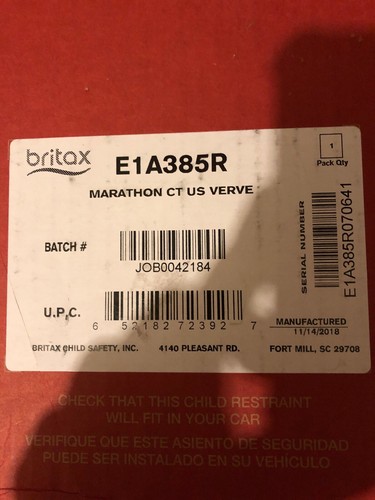 britax
E1A385R
1
Pack Qty
MARATHON CT US VERVE
BATCH #
JOB0042184
SERIAL NUMBER
E1A385R070641
U.P.C.
6 52182 72392 7
MANUFACTURED
11/14/2018
BRITAX CHILD SAFETY, INC. 4140 PLEASANT RD. FORT MILL, SC 29708
CHECK THAT THIS CHILD RESTRAINT
WILL FIT IN YOUR CAR
VERIFIQUE QUE ESTE ASIENTO DE SEGURIDAD
PUEDE SER INSTALADO EN SU VEHÍCULO